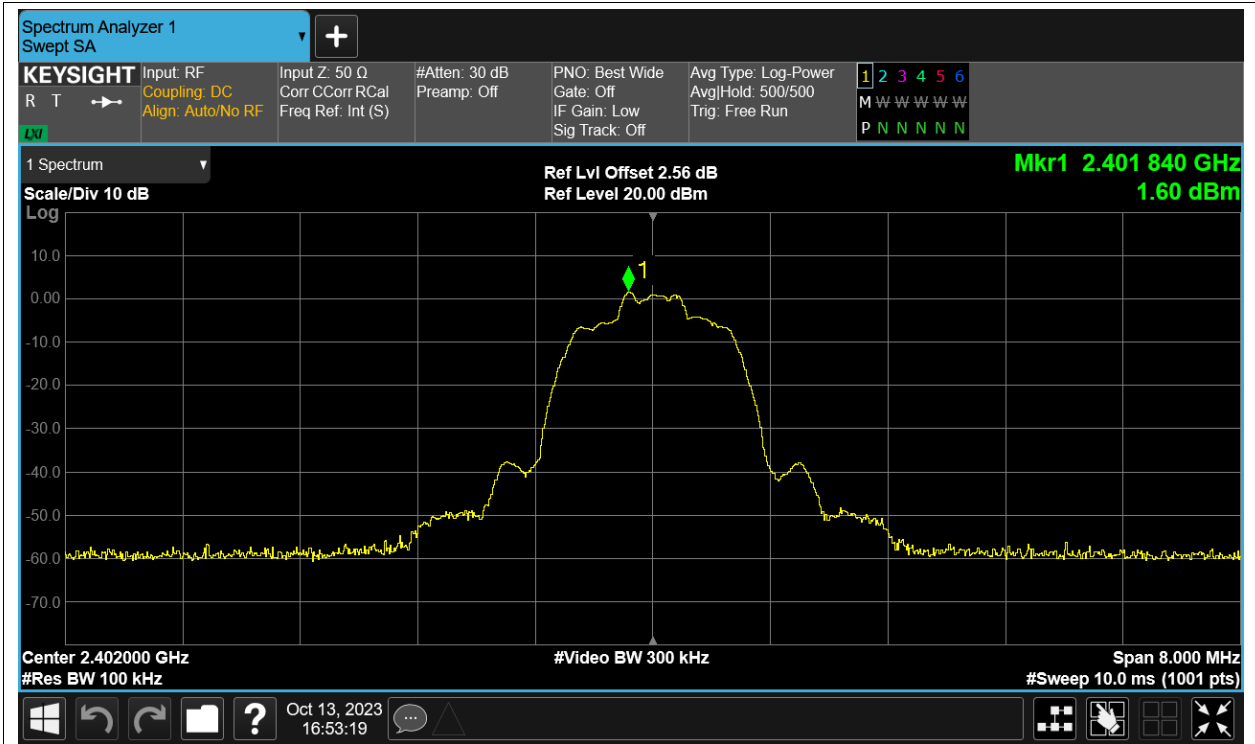 Spectrum Analyzer 1
Swept SA
KEYSIGHT
R T
LXI
Input: RF
Coupling: DC
Align: Auto/No RF
Input Z: 50 Ω
Corr CCorr RCal
Freq Ref: Int (S)
#Atten: 30 dB
Preamp: Off
PNO: Best Wide
Gate: Off
IF Gain: Low
Sig Track: Off
Avg Type: Log-Power
Avg|Hold: 500/500
Trig: Free Run
1 2 3 4 5 6
M W W W W W
P N N N N N
1 Spectrum
Scale/Div 10 dB
Log
Ref Lvl Offset 2.56 dB
Ref Level 20.00 dBm
Mkr1 2.401 840 GHz
1.60 dBm
1
10.0
0.00
-10.0
-20.0
-30.0
-40.0
-50.0
-60.0
-70.0
Center 2.402000 GHz
#Video BW 300 kHz
Span 8.000 MHz
#Res BW 100 kHz
#Sweep 10.0 ms (1001 pts)
?
Oct 13, 2023
16:53:19